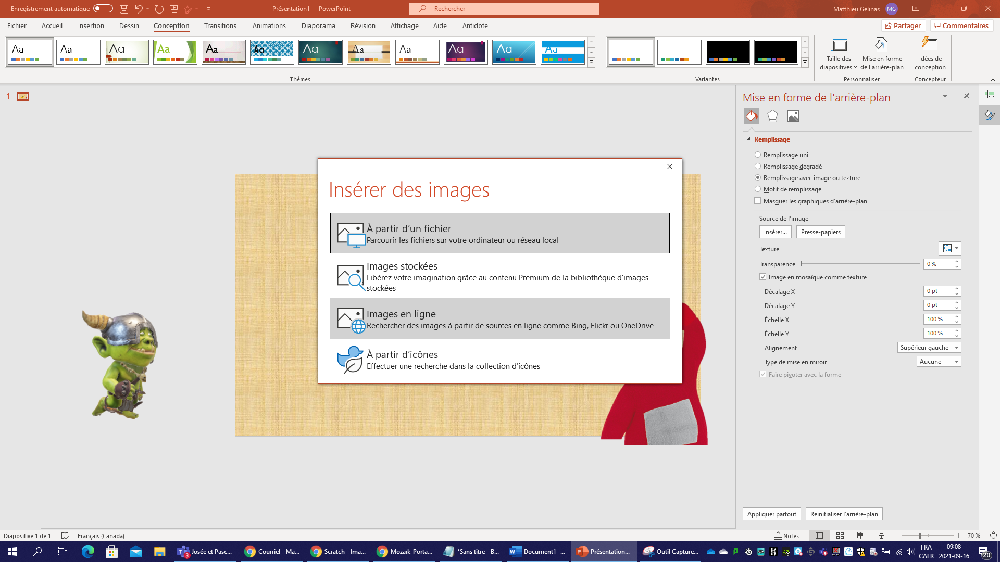 Enregistrement automatique
Présentation1 - PowerPoint
Rechercher
Matthieu Gélinas MG
Fichier Accueil Insertion Dessin Conception Transitions Animations Diaporama Révision Affichage Aide Antidote
Partager Commentaires
Aa Aa Aa Aa Aa Aa Aa Aa Aa Aa Aa Aa
Taille des diapositives
Mise en forme de l'arrière-plan
Idées de conception
Thèmes Variantes Personnaliser Concepteur
1
Mise en forme de l'arrière-plan
Remplissage
Remplissage uni
Remplissage dégradé
Remplissage avec image ou texture
Motif de remplissage
Masquer les graphiques d'arrière-plan
Source de l'image
Insérer... Presse-papiers
Texture
Transparence 0 %
Image en mosaïque comme texture
Décalage X 0 pt
Décalage Y 0 pt
Échelle X 100 %
Échelle Y 100 %
Alignement Supérieur gauche
Type de mise en miroir Aucune
Faire pivoter avec la forme
Appliquer partout Réinitialiser l'arrière-plan
Insérer des images
À partir d'un fichier
Parcourir les fichiers sur votre ordinateur ou réseau local
Images stockées
Libérez votre imagination grâce au contenu Premium de la bibliothèque d'images
stockées
Images en ligne
Rechercher des images à partir de sources en ligne comme Bing, Flickr ou OneDrive
À partir d'icônes
Effectuer une recherche dans la collection d'icônes
Diapositive 1 de 1 Français (Canada) Notes 70 %
3 Josée et Pasc... Courriel - Ma... Scratch - Ima... Mozaïk-Porta... *Sans titre - B... Document1 -... Présentation... Outil Capture...
FRA
CAFR
09:08
2021-09-16
20